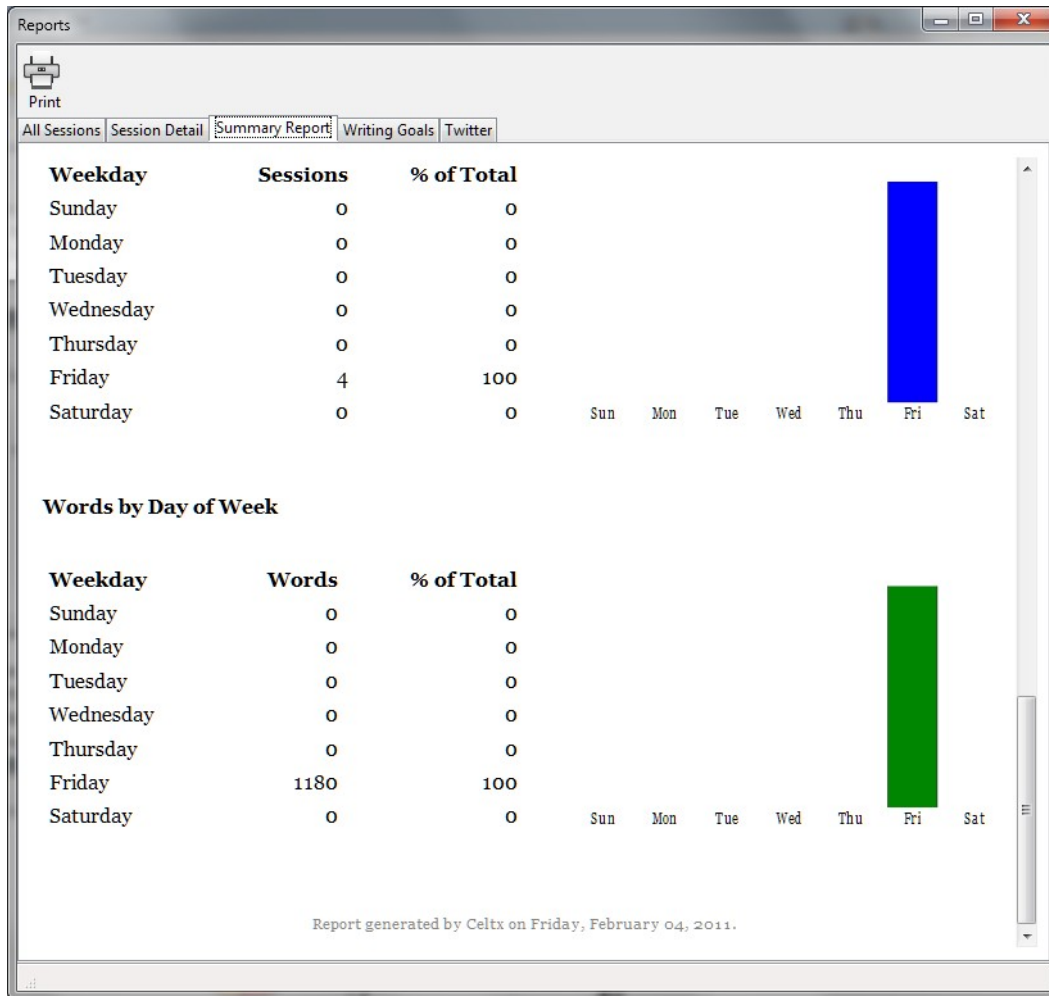 Reports
Print
All Sessions Session Detail Summary Report Writing Goals Twitter
Weekday Sessions % of Total
Sunday 0 0
Monday 0 0
Tuesday 0 0
Wednesday 0 0
Thursday 0 0
Friday 4 100
Saturday 0 0
Sun Mon Tue Wed Thu Fri Sat
Words by Day of Week
Weekday Words % of Total
Sunday 0 0
Monday 0 0
Tuesday 0 0
Wednesday 0 0
Thursday 0 0
Friday 1180 100
Saturday 0 0
Sun Mon Tue Wed Thu Fri Sat
Report generated by Celtx on Friday, February 04, 2011.